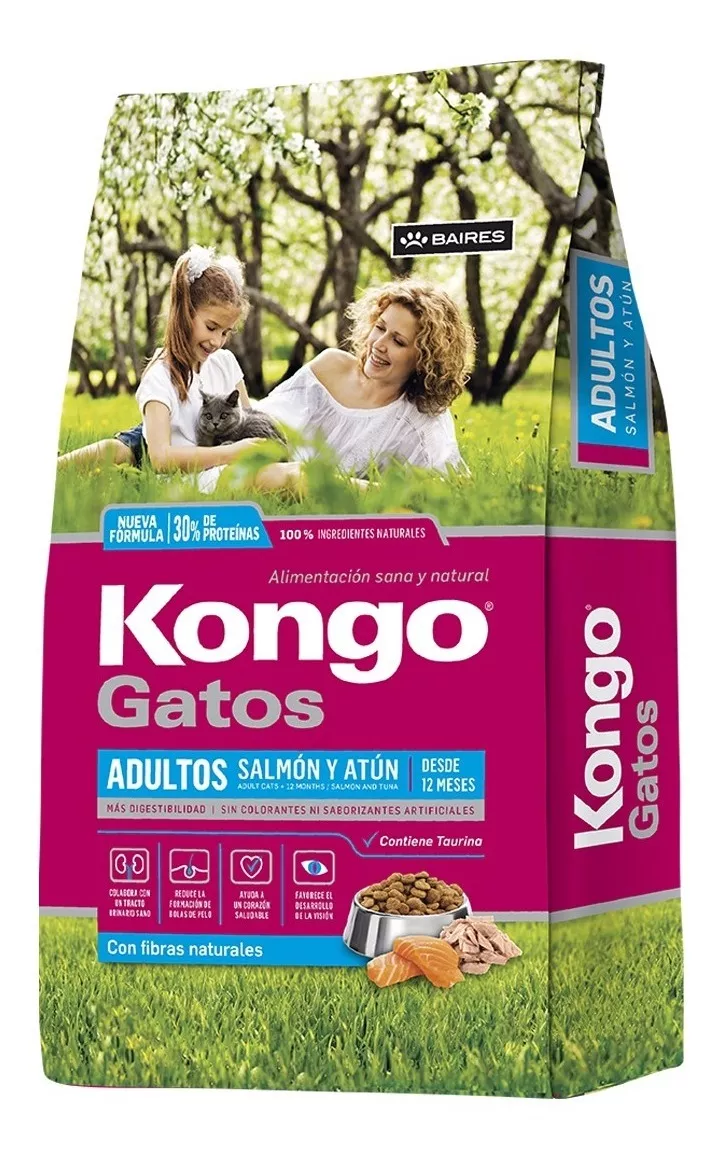 BAIRES
ADULTOS
SALMÓN Y ATÚN
NUEVA
FÓRMULA
30% DE
PROTEÍNAS
100% INGREDIENTES NATURALES
Alimentación sana y natural
Kongo®
Gatos
ADULTOS
SALMÓN Y ATÚN
ADULT CATS + 12 MONTHS / SALMON AND TUNA
DESDE
12 MESES
MÁS DIGESTIBILIDAD | SIN COLORANTES NI SABORIZANTES ARTIFICIALES
Contiene Taurina
COLABORA CON
UN TRACTO
URINARIO SANO
REDUCE LA
FORMACIÓN DE
BOLAS DE PELO
AYUDA A
UN CORAZÓN
SALUDABLE
FAVORECE EL
DESARROLLO
DE LA VISIÓN
Con fibras naturales
Kongo®
Gatos